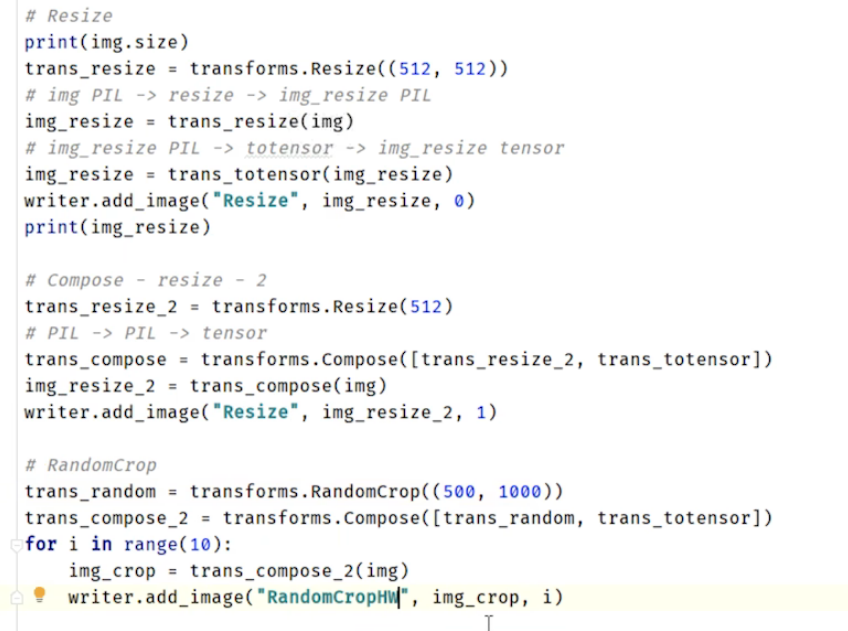 # Resize
print(img.size)
trans_resize = transforms.Resize((512, 512))
# img PIL -> resize -> img_resize PIL
img_resize = trans_resize(img)
# img_resize PIL -> totensor -> img_resize tensor
img_resize = trans_totensor(img_resize)
writer.add_image("Resize", img_resize, 0)
print(img_resize)
# Compose - resize - 2
trans_resize_2 = transforms.Resize(512)
# PIL -> PIL -> tensor
trans_compose = transforms.Compose([trans_resize_2, trans_totensor])
img_resize_2 = trans_compose(img)
writer.add_image("Resize", img_resize_2, 1)
# RandomCrop
trans_random = transforms.RandomCrop((500, 1000))
trans_compose_2 = transforms.Compose([trans_random, trans_totensor])
for i in range(10):
    img_crop = trans_compose_2(img)
    writer.add_image("RandomCropHW", img_crop, i)